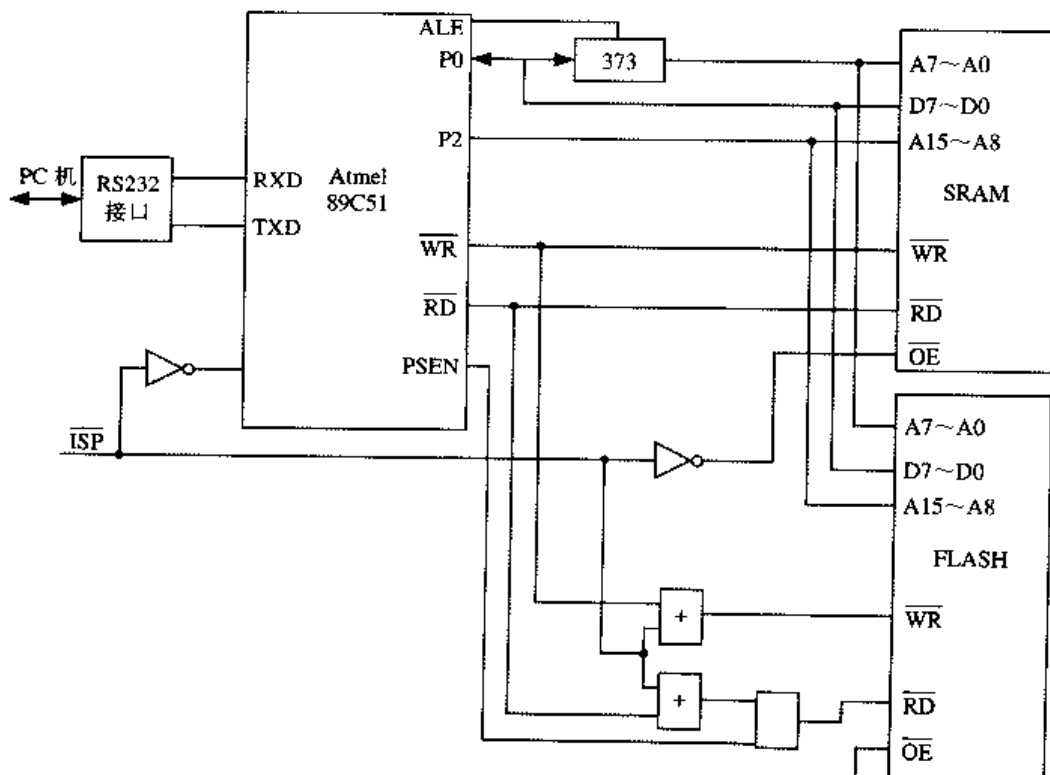 ALE
P0
373
A7～A0
D7～D0
P2
A15～A8
PC 机
RS232
接口
RXD
TXD
Atmel
89C51
SRAM
WR
WR
RD
RD
PSEN
OE
ISP
A7～A0
D7～D0
A15～A8
FLASH
+
WR
+
RD
OE